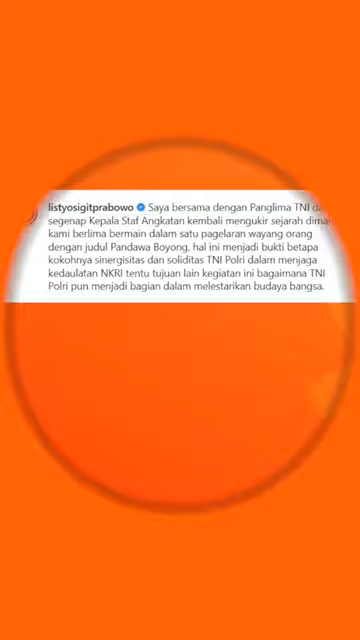 listyosigitprabowo Saya bersama dengan Panglima TNI da
segenap Kepala Staf Angkatan kembali mengukir sejarah dima
kami berlima bermain dalam satu pagelaran wayang orang
dengan judul Pandawa Boyong, hal ini menjadi bukti betapa
kokohnya sinergisitas dan soliditas TNI Polri dalam menjaga
kedaulatan NKRI tentu tujuan lain kegiatan ini bagaimana TNI
Polri pun menjadi bagian dalam melestarikan budaya bangsa.